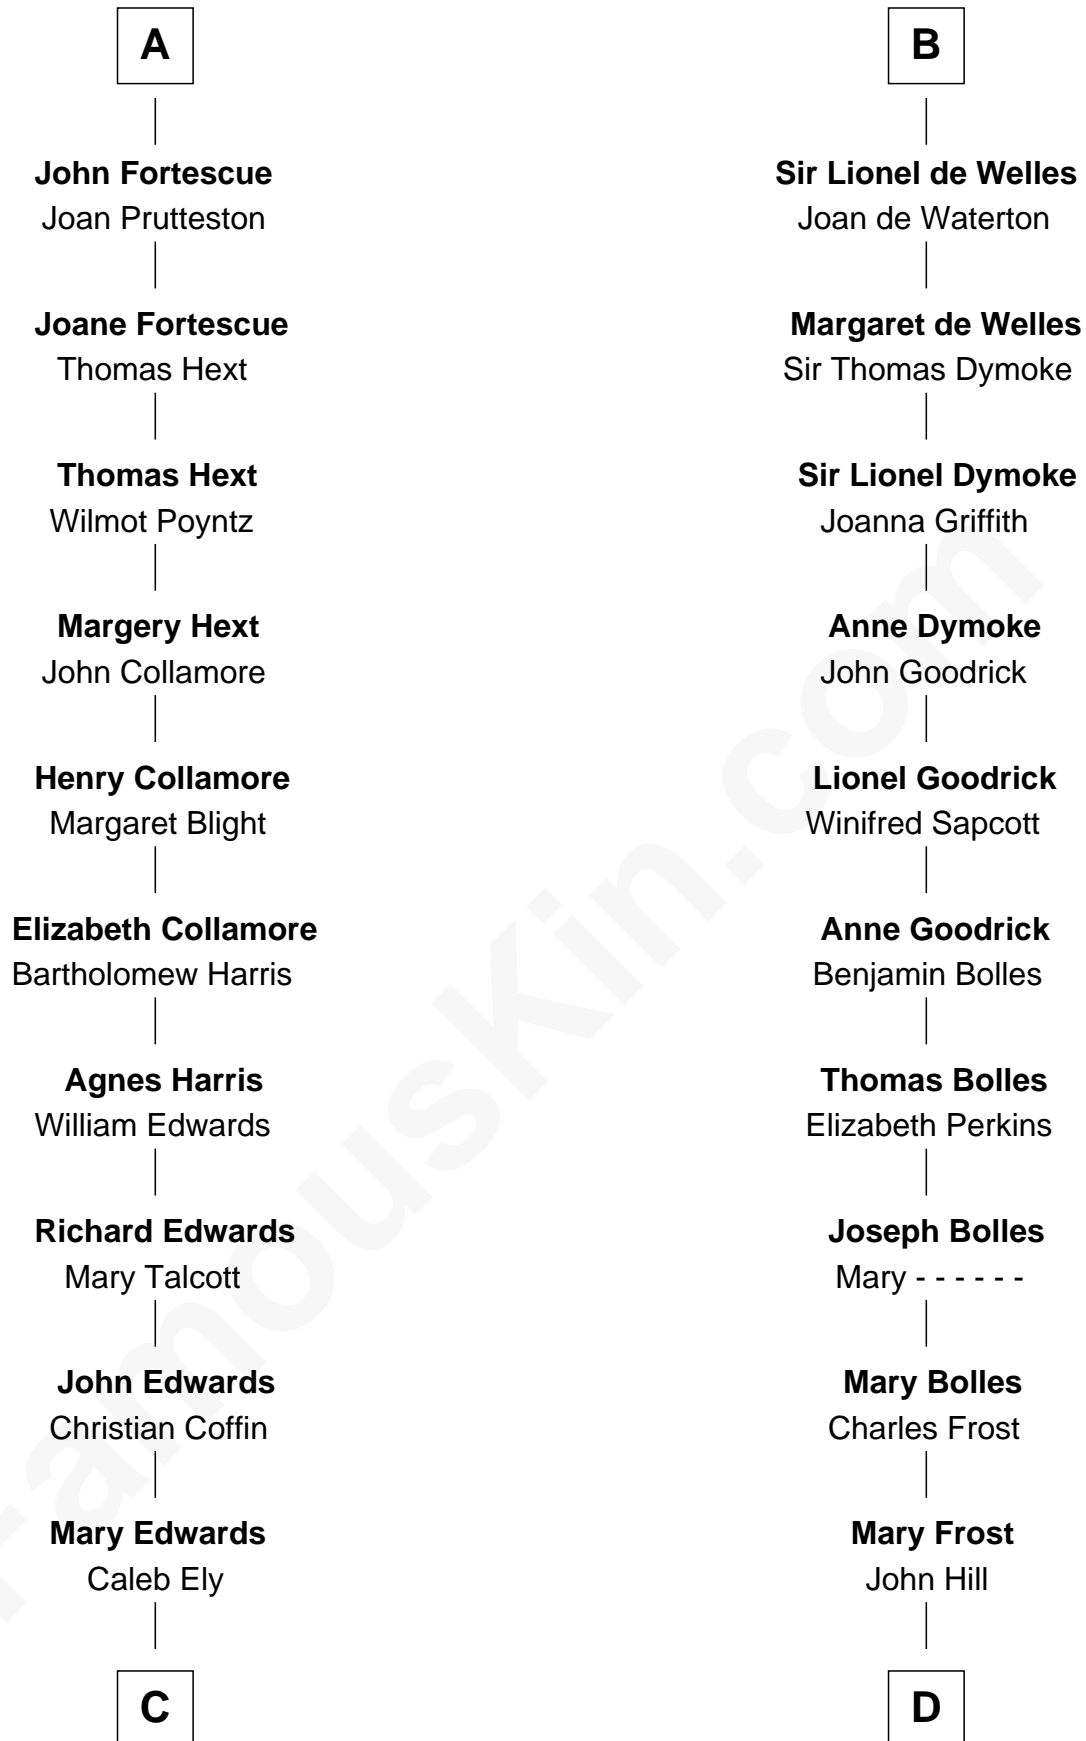 A
John Fortescue
Joan Prutteston
Joane Fortescue
Thomas Hext
Thomas Hext
Wilmot Poyntz
Margery Hext
John Collamore
Henry Collamore
Margaret Blight
Elizabeth Collamore
Bartholomew Harris
Agnes Harris
William Edwards
Richard Edwards
Mary Talcott
John Edwards
Christian Coffin
Mary Edwards
Caleb Ely
C
B
Sir Lionel de Welles
Joan de Waterton
Margaret de Welles
Sir Thomas Dymoke
Sir Lionel Dymoke
Joanna Griffith
Anne Dymoke
John Goodrick
Lionel Goodrick
Winifred Sapcott
Anne Goodrick
Benjamin Bolles
Thomas Bolles
Elizabeth Perkins
Joseph Bolles
Mary - - - - - -
Mary Bolles
Charles Frost
Mary Frost
John Hill
D
FamousKin.com